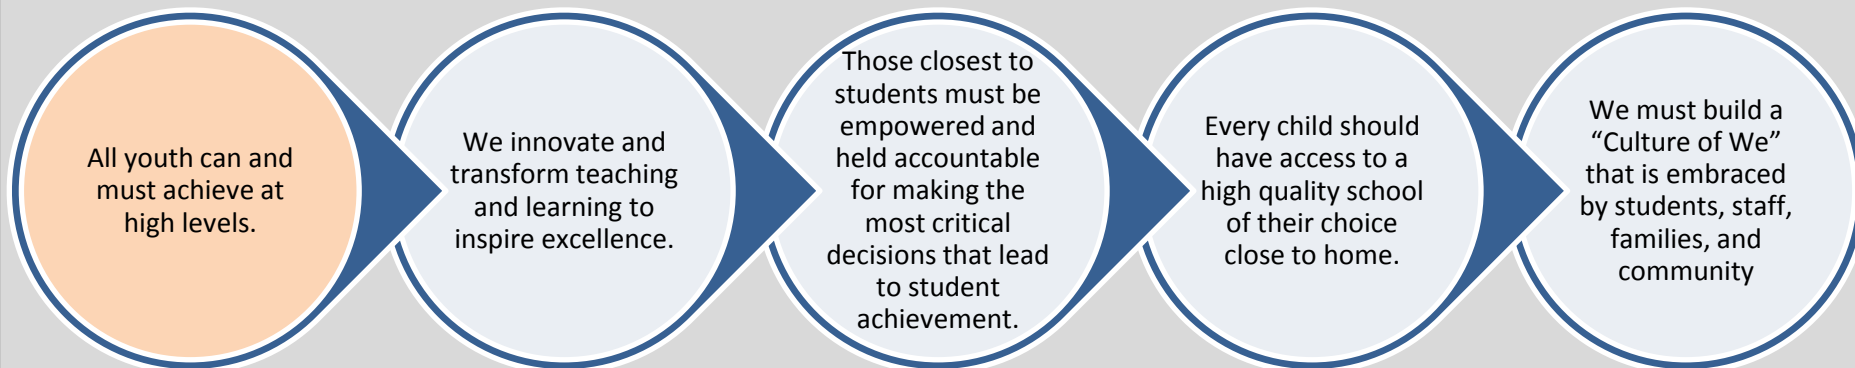 All youth can and
must achieve at
high levels.
We innovate and
transform teaching
and learning to
inspire excellence.
Those closest to
students must be
empowered and
held accountable
for making the
most critical
decisions that lead
to student
achievement.
Every child should
have access to a
high quality school
of their choice
close to home.
We must build a
“Culture of We”
that is embraced
by students, staff,
families, and
community